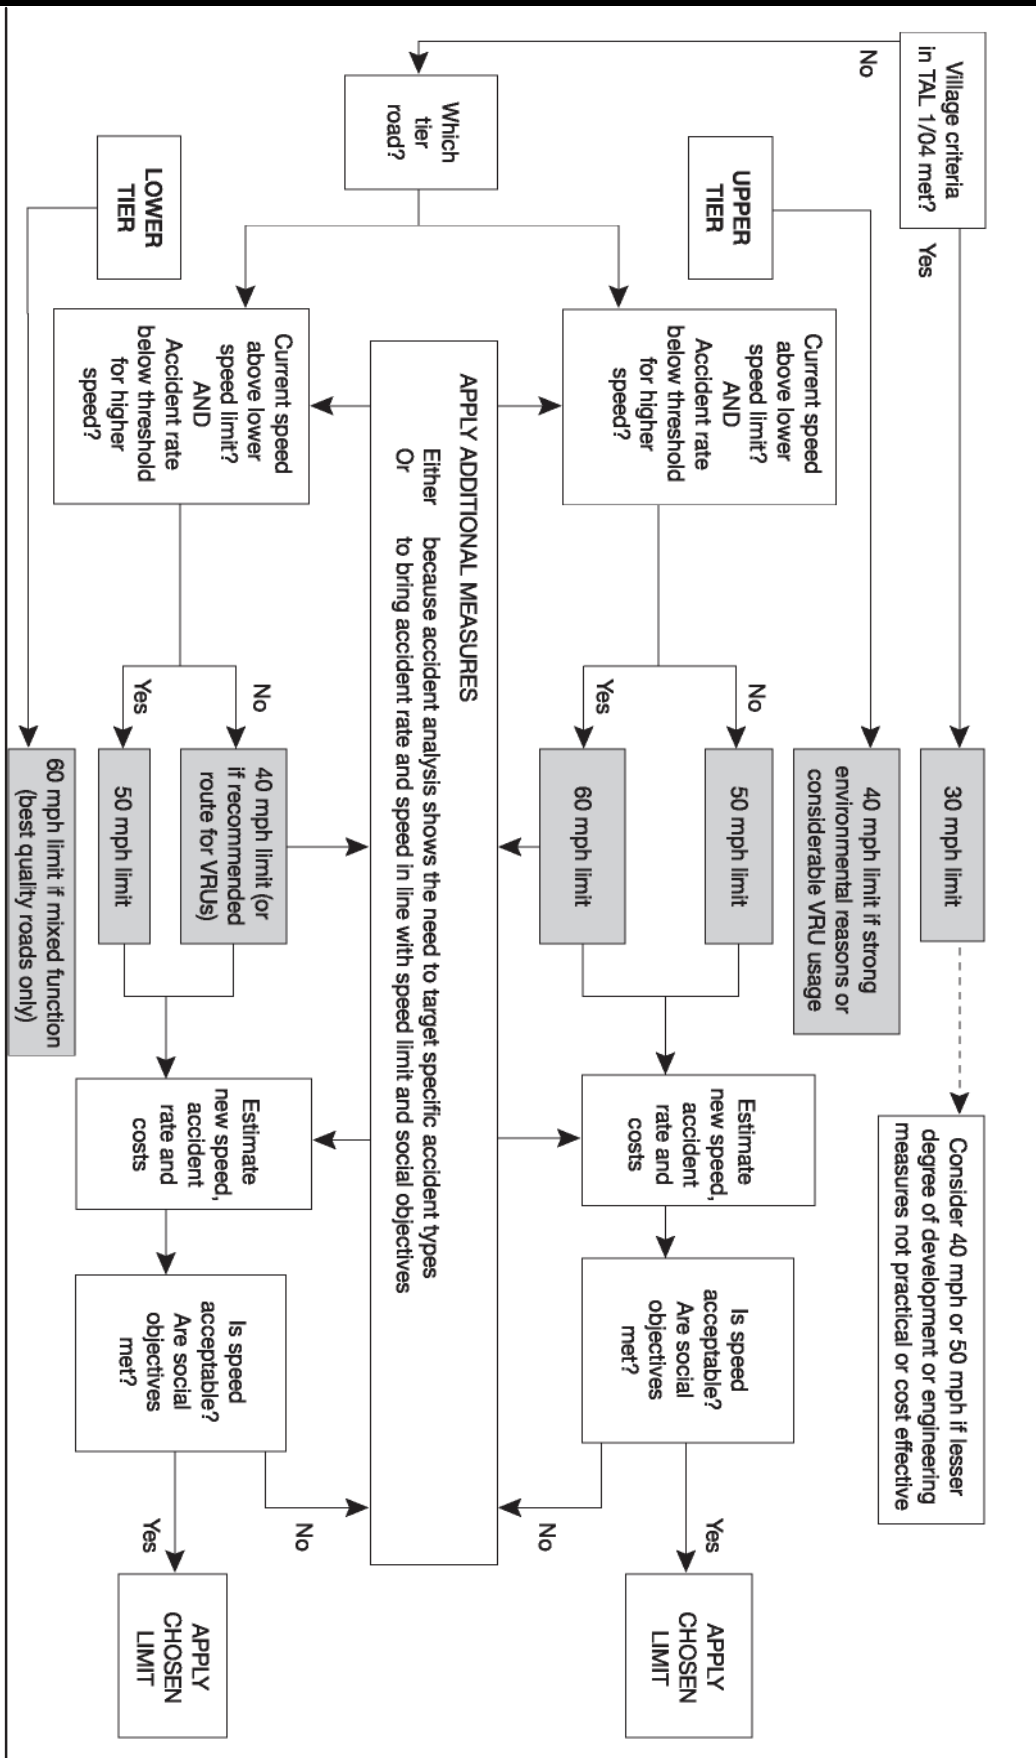 Village criteria
in TAL 1/04 met?
Yes
30 mph limit
Consider 40 mph or 50 mph if lesser
degree of development or engineering
measures not practical or cost effective
No
UPPER
TIER
40 mph limit if strong
environmental reasons or
considerable VRU usage
Current speed
above lower
speed limit?
AND
Accident rate
below threshold
for higher
speed?
No
50 mph limit
Yes
60 mph limit
Estimate
new speed,
accident
rate and
costs
Is speed
acceptable?
Are social
objectives
met?
Yes
APPLY
CHOSEN
LIMIT
No
Which
tier
road?
APPLY ADDITIONAL MEASURES
Either because accident analysis shows the need to target specific accident types
Or to bring accident rate and speed in line with speed limit and social objectives
LOWER
TIER
Current speed
above lower
speed limit?
AND
Accident rate
below threshold
for higher
speed?
No
40 mph limit (or
if recommended
route for VRUs)
Yes
50 mph limit
Estimate
new speed,
accident
rate and
costs
Is speed
acceptable?
Are social
objectives
met?
No
Yes
APPLY
CHOSEN
LIMIT
60 mph limit if mixed function
(best quality roads only)